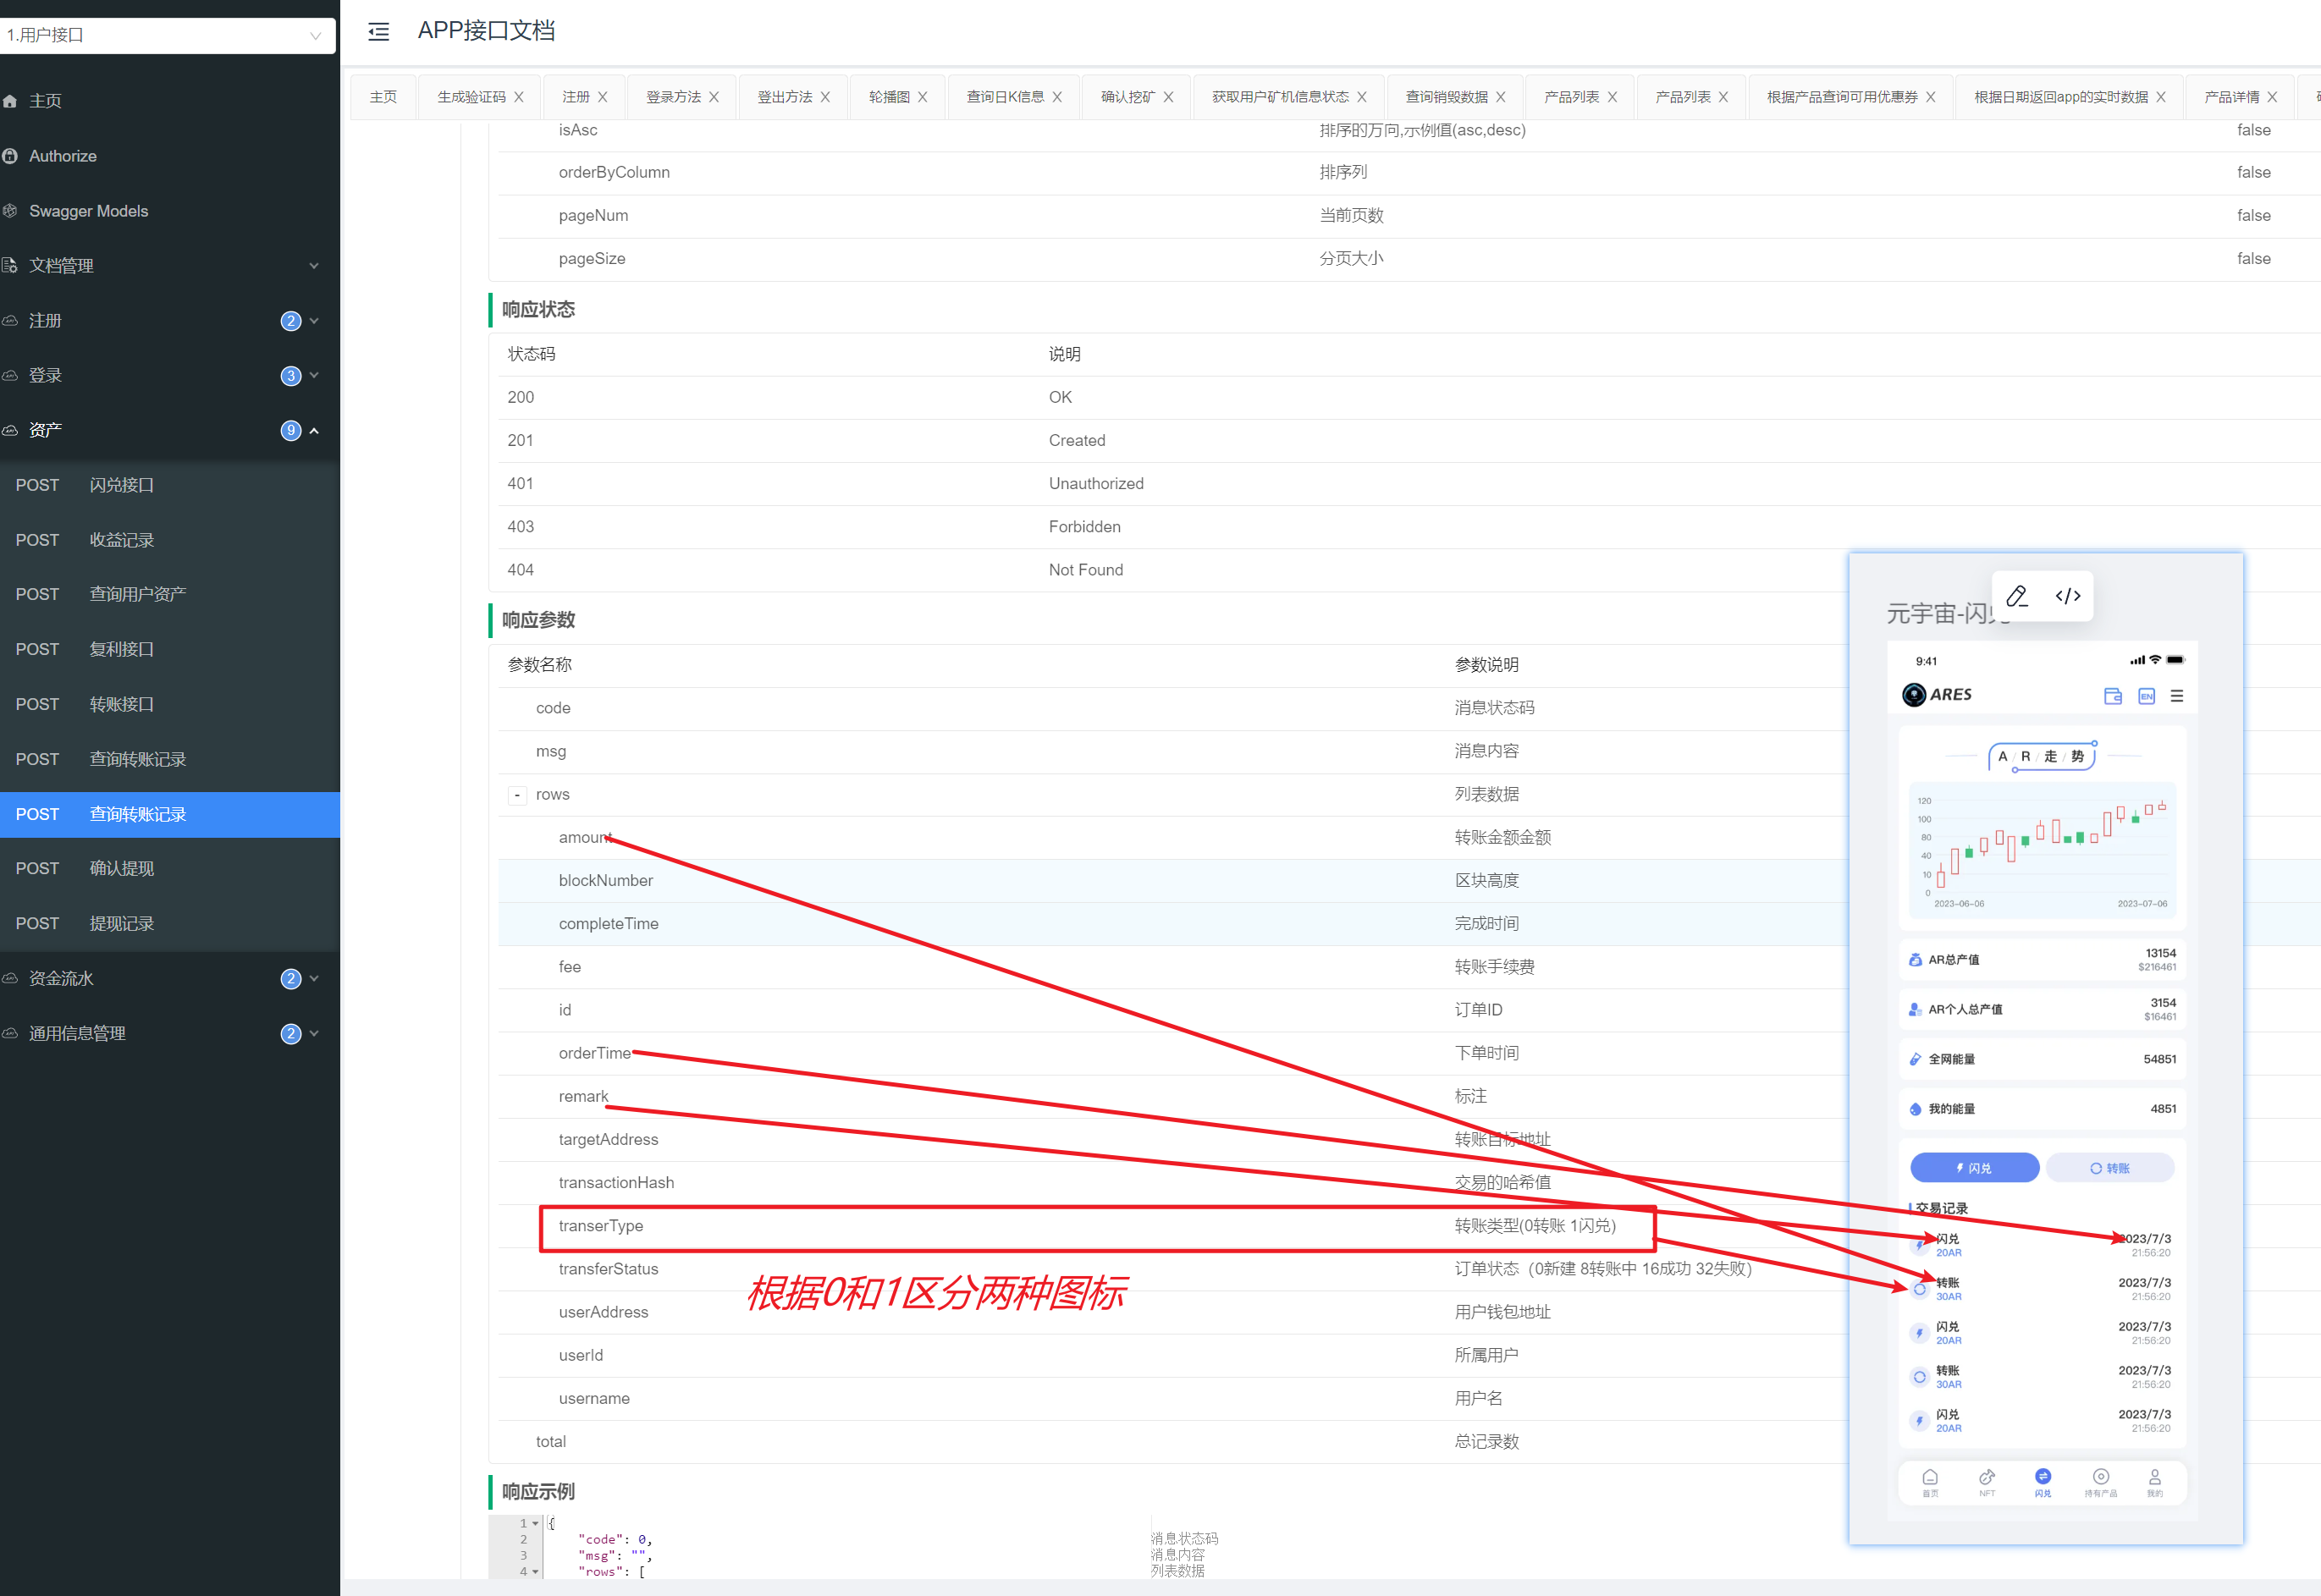 1.用户接口
APP接口文档
主页
生成验证码 X
注册 X
登录方法 X
登出方法 X
轮播图 X
查询日K信息 X
确认挖矿 X
获取用户矿机信息状态 X
查询销毁数据 X
产品列表 X
产品列表 X
根据产品查询可用优惠券 X
根据日期返回app的实时数据 X
产品详情 X
主页
Authorize
Swagger Models
文档管理
注册 2
登录 3
资产 9
POST 闪兑接口
POST 收益记录
POST 查询用户资产
POST 复利接口
POST 转账接口
POST 查询转账记录
POST 查询转账记录
POST 确认提现
POST 提现记录
资金流水 2
通用信息管理 2
isAsc 排序的方向,示例值(asc,desc) false
orderByColumn 排序列 false
pageNum 当前页数 false
pageSize 分页大小 false
响应状态
状态码 说明
200 OK
201 Created
401 Unauthorized
403 Forbidden
404 Not Found
响应参数
参数名称 参数说明
code 消息状态码
msg 消息内容
- rows 列表数据
amount 转账金额金额
blockNumber 区块高度
completeTime 完成时间
fee 转账手续费
id 订单ID
orderTime 下单时间
remark 标注
targetAddress 转账目标地址
transactionHash 交易的哈希值
transerType 转账类型(0转账 1闪兑)
transferStatus 订单状态（0新建 8转账中 16成功 32失败）
根据0和1区分两种图标
userAddress 用户钱包地址
userId 所属用户
username 用户名
total 总记录数
响应示例
1 {
2 "code": 0, 消息状态码
3 "msg": "", 消息内容
4 "rows": [ 列表数据
元宇宙-闪兑
</>
9:41
ARES
EN
A / R / 走 / 势
120
100
80
40
10
0
2023-06-06 2023-07-06
AR总产值 13154
$216461
AR个人总产值 3154
$16461
全网能量 54851
我的能量 4851
闪兑 转账
交易记录
闪兑 2023/7/3
20AR 21:56:20
转账 2023/7/3
30AR 21:56:20
闪兑 2023/7/3
20AR 21:56:20
转账 2023/7/3
30AR 21:56:20
闪兑 2023/7/3
20AR 21:56:20
首页 NFT 闪兑 持有产品 我的